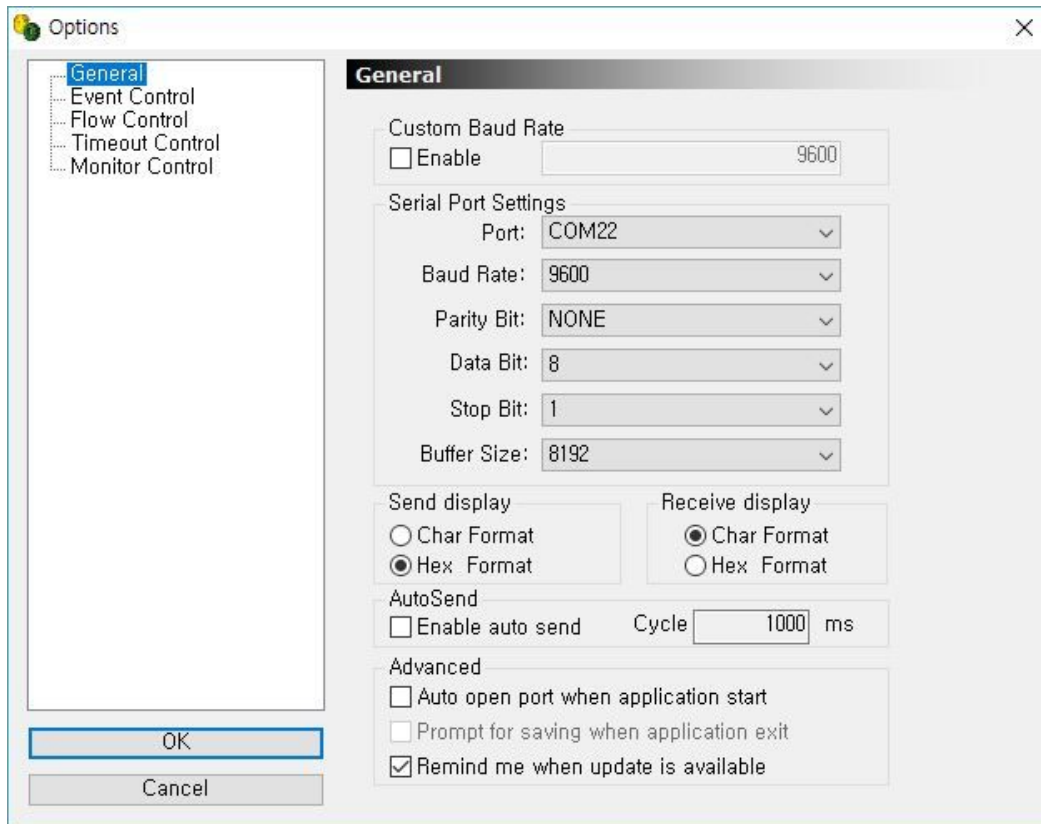 Options
General
Event Control
Flow Control
Timeout Control
Monitor Control
OK
Cancel
General
Custom Baud Rate
Enable 9600
Serial Port Settings
Port: COM22
Baud Rate: 9600
Parity Bit: NONE
Data Bit: 8
Stop Bit: 1
Buffer Size: 8192
Send display
Char Format
Hex Format
Receive display
Char Format
Hex Format
AutoSend
Enable auto send Cycle 1000 ms
Advanced
Auto open port when application start
Prompt for saving when application exit
Remind me when update is available